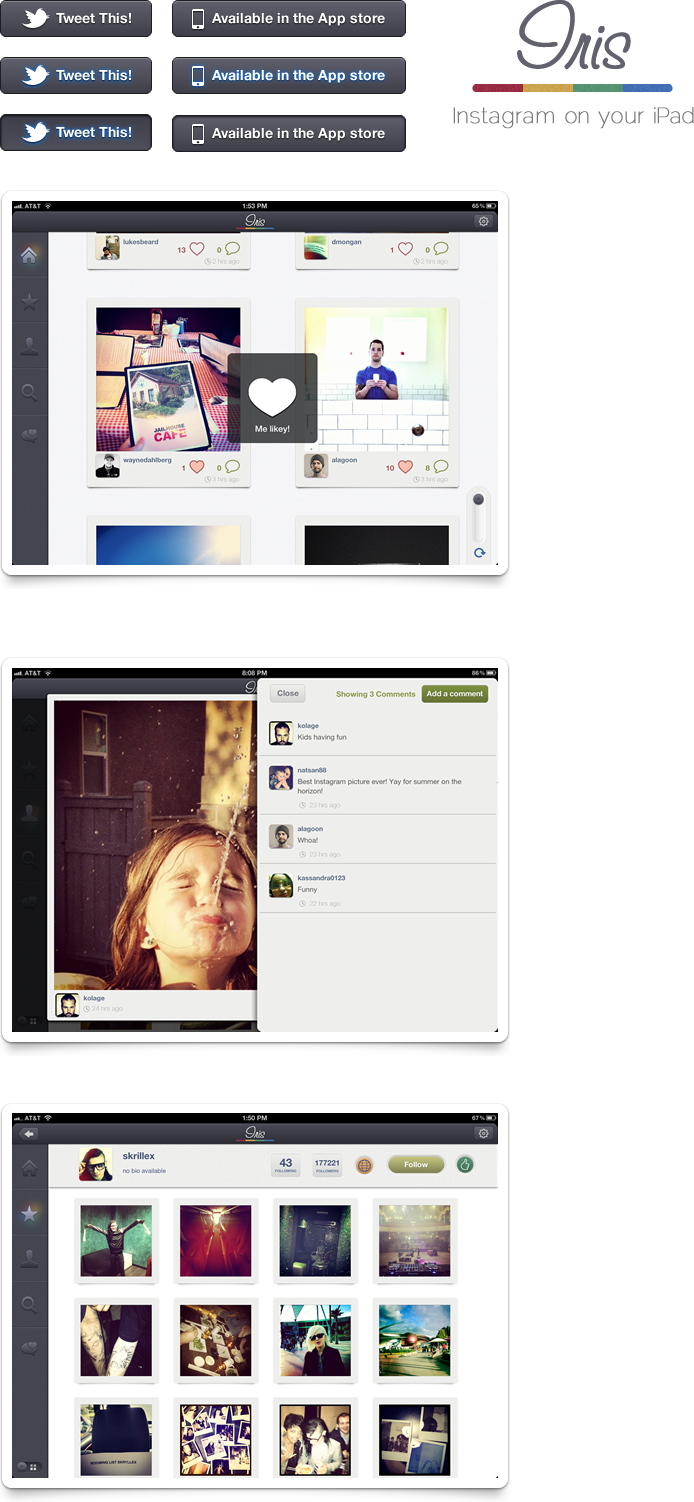 Tweet This!
Available in the App store
Iris
Tweet This!
Available in the App store
Instagram on your iPad
Tweet This!
Available in the App store
AT&T
1:53 PM
65%
Iris
lukesbeard
13
0
2 hrs ago
dmongan
1
0
2 hrs ago
JAILHOUSE
CAFE
Me likey!
waynedahlberg
1
0
3 hrs ago
alagoon
10
8
3 hrs ago
AT&T
8:08 PM
86%
Close
Showing 3 Comments
Add a comment
kolage
Kids having fun
natsan88
Best Instagram picture ever! Yay for summer on the
horizon!
23 hrs ago
alagoon
Whoa!
23 hrs ago
kassandra0123
Funny
22 hrs ago
kolage
24 hrs ago
AT&T
1:50 PM
67%
Iris
skrillex
no bio available
43
FOLLOWING
177221
FOLLOWERS
Follow